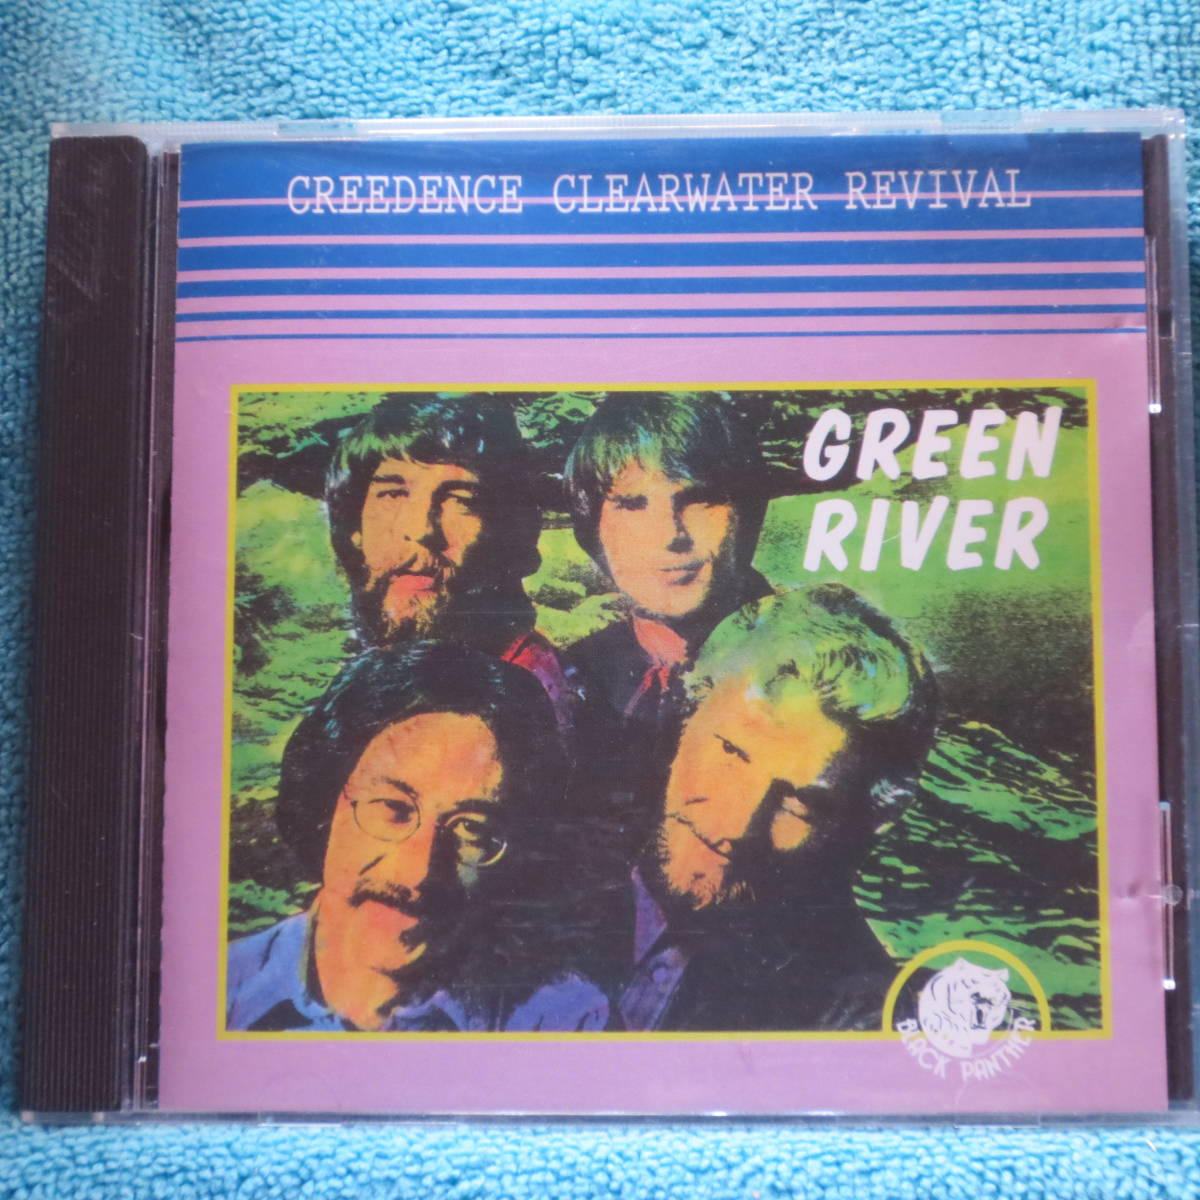 CREEDENCE CLEARWATER REVIVAL
GREEN
RIVER
BLACK PANTHER